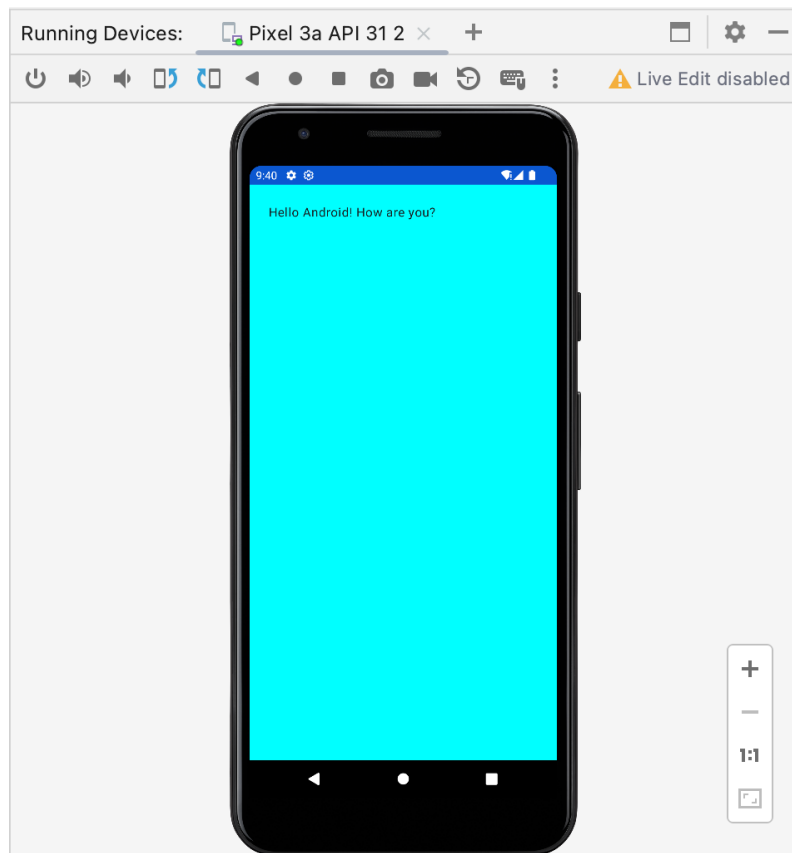 Running Devices: Pixel 3a API 31 2
Live Edit disabled
9:40
Hello Android! How are you?
1:1